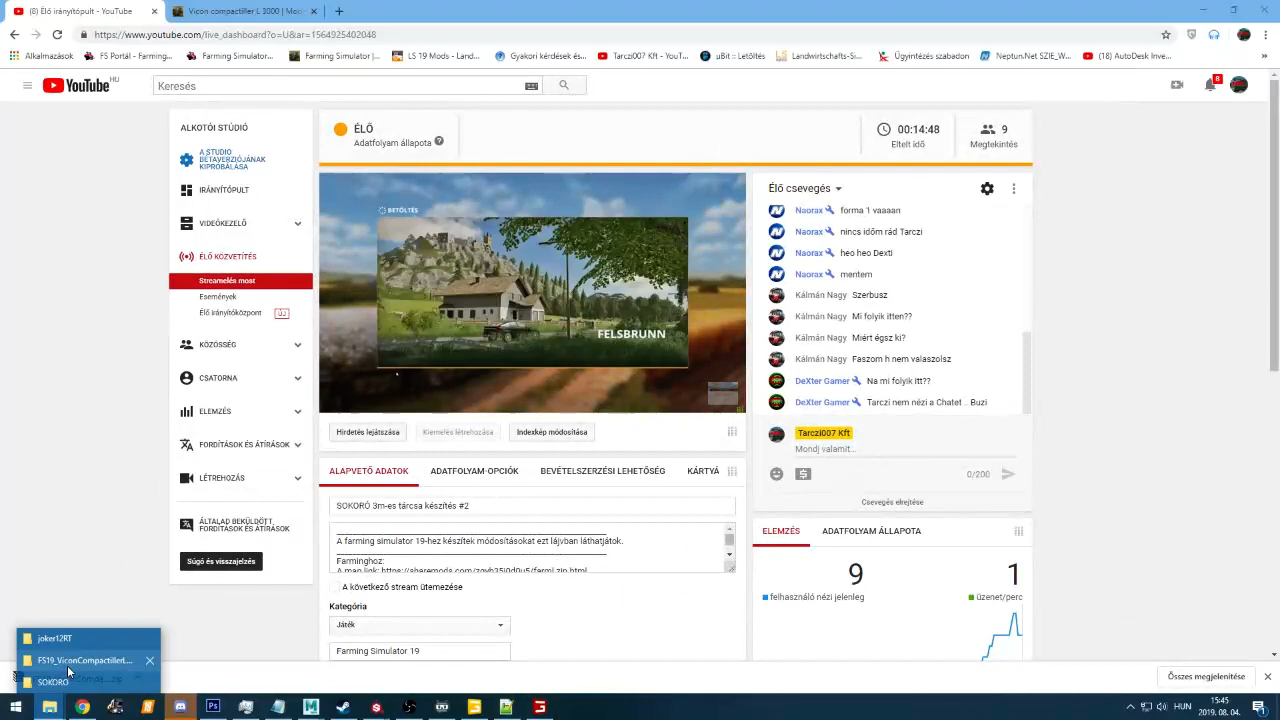 (8) Élő irányítópult - YouTube
Vicon compactiller L 3000 | Mod
https://www.youtube.com/live_dashboard?o=U&ar=1564925402048
Alkalmazások
FS Portál - Farming...
Farming Simulator...
Farming Simulator |...
LS 19 Mods - Land...
Gyakori kérdések és...
Tarczi007 Kft - YouT...
µBit :: Letöltés
Landwirtschafts-Si...
Ügyintézés szabadon
Neptun.Net SZIE_W...
(18) AutoDesk Inve...
YouTube HU
Keresés
8
ALKOTÓI STÚDIÓ
A STUDIO
BÉTAVERZIÓJÁNAK
KIPRÓBÁLÁSA
IRÁNYÍTÓPULT
VIDEÓKEZELŐ
ÉLŐ KÖZVETÍTÉS
Streamelés most
Események
Élő irányítóközpont
ÚJ
KÖZÖSSÉG
CSATORNA
ELEMZÉS
FORDÍTÁSOK ÉS ÁTÍRÁSOK
LÉTREHOZÁS
ÁLTALAD BEKÜLDÖTT
FORDÍTÁSOK ÉS ÁTÍRÁSOK
Súgó és visszajelzés
ÉLŐ
Adatfolyam állapota
00:14:48
Eltelt idő
9
Megtekintés
BETÖLTÉS
FELSBRUNN
Hirdetés lejátszása
Kiemelés létrehozása
Indexkép módosítása
ALAPVETŐ ADATOK
ADATFOLYAM-OPCIÓK
BEVÉTELSZERZÉSI LEHETŐSÉG
KÁRTYÁ
SOKORÓ 3m-es tárcsa készítés #2
A farming simulator 19-hez készítek módosításokat ezt lájvban láthatjátok.
Farminghoz:
A következő stream ütemezése
Kategória
Játék
Farming Simulator 19
Élő csevegés
Naorax forma 1 vaaaan
Naorax nincs időm rád Tarczi
Naorax heo heo Dexti
Naorax mentem
Kálmán Nagy Szerbusz
Kálmán Nagy Mi folyik itten??
Kálmán Nagy Miért égsz ki?
Kálmán Nagy Faszom h nem valaszolsz
DeXter Gamer Na mi folyik itt??
DeXter Gamer Tarczi nem nézi a Chatet .. Buzi
Tarczi007 Kft
Mondj valamit...
0/200
Csevegés elrejtése
ELEMZÉS
ADATFOLYAM ÁLLAPOTA
9
felhasználó nézi jelenleg
1
üzenet/perc
joker12RT
FS19_ViconCompactillerL...
SOKORO
Összes megjelenítése
HUN
15:45
2019. 08. 04.